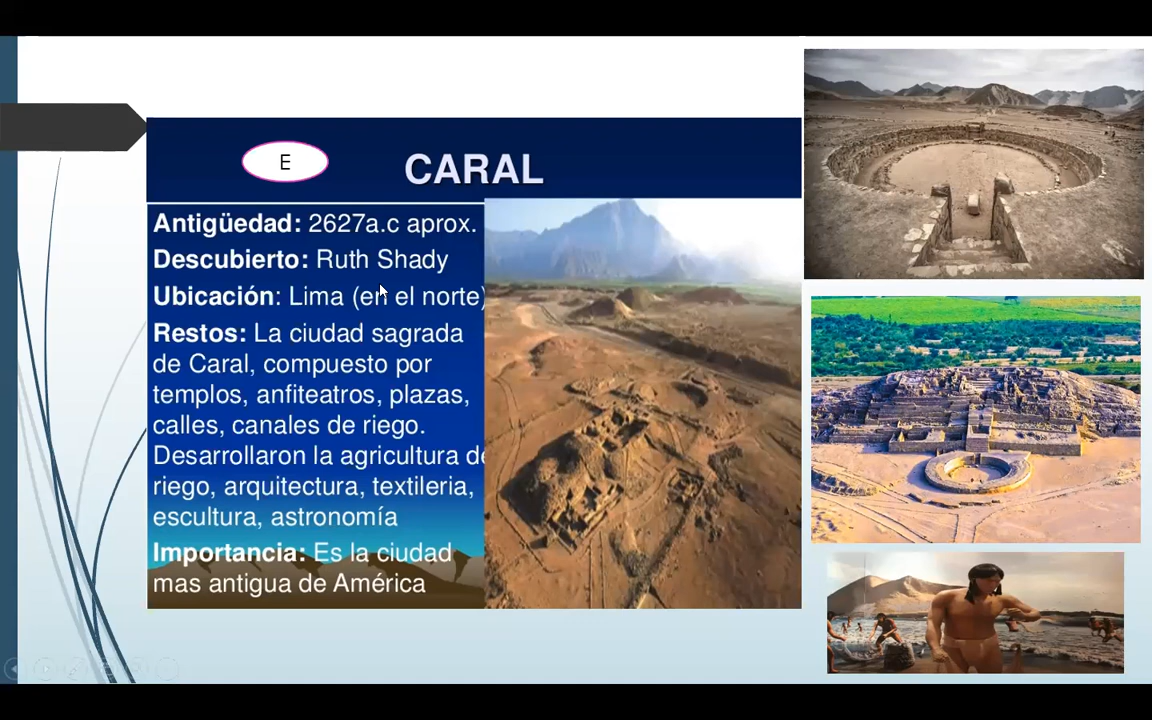 E
CARAL
Antigüedad: 2627a.c aprox.
Descubierto: Ruth Shady
Ubicación: Lima (en el norte)
Restos: La ciudad sagrada
de Caral, compuesto por
templos, anfiteatros, plazas,
calles, canales de riego.
Desarrollaron la agricultura de
riego, arquitectura, textileria,
escultura, astronomía
Importancia: Es la ciudad
mas antigua de América